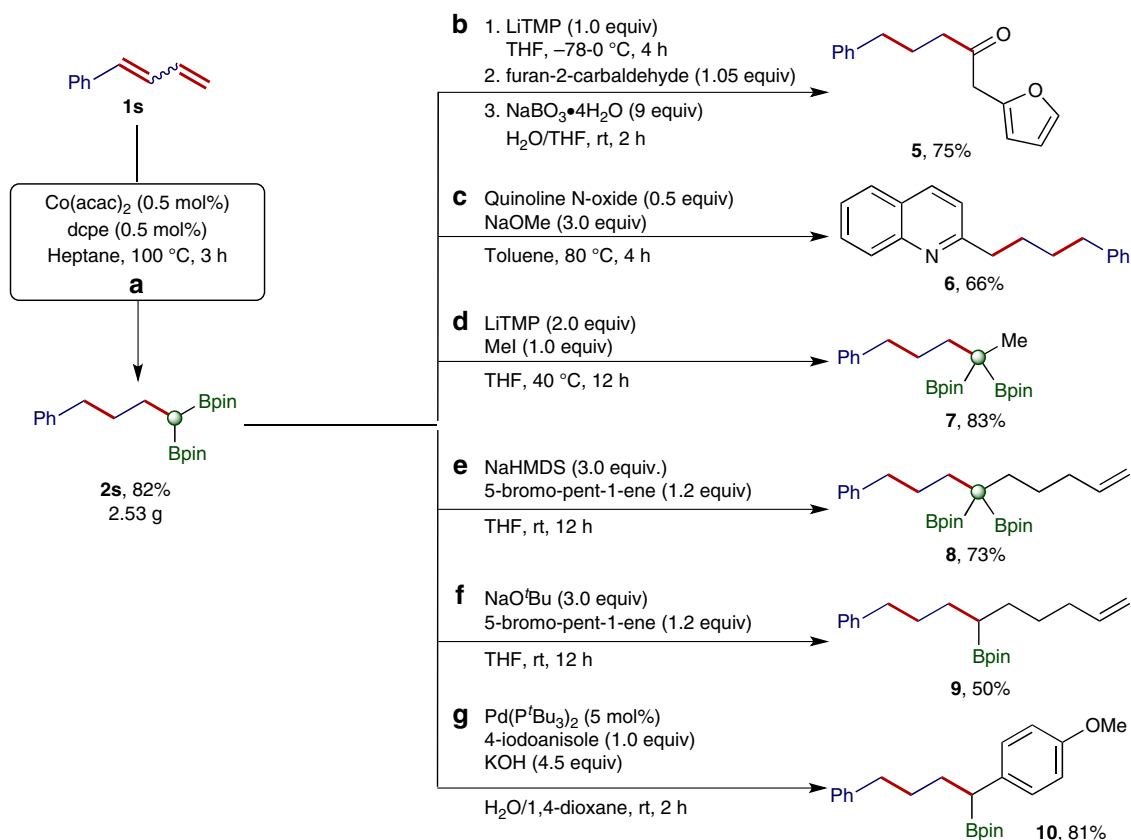 Ph
1s
Co(acac)2 (0.5 mol%)
dcpe (0.5 mol%)
Heptane, 100 °C, 3 h
a
Ph
Bpin
Bpin
2s, 82%
2.53 g
b
1. LiTMP (1.0 equiv)
THF, –78-0 °C, 4 h
2. furan-2-carbaldehyde (1.05 equiv)
3. NaBO3•4H2O (9 equiv)
H2O/THF, rt, 2 h
Ph
O
O
5, 75%
c
Quinoline N-oxide (0.5 equiv)
NaOMe (3.0 equiv)
Toluene, 80 °C, 4 h
N
Ph
6, 66%
d
LiTMP (2.0 equiv)
MeI (1.0 equiv)
THF, 40 °C, 12 h
Ph
Me
Bpin
Bpin
7, 83%
e
NaHMDS (3.0 equiv.)
5-bromo-pent-1-ene (1.2 equiv)
THF, rt, 12 h
Ph
Bpin
Bpin
8, 73%
f
NaOtBu (3.0 equiv)
5-bromo-pent-1-ene (1.2 equiv)
THF, rt, 12 h
Ph
Bpin
9, 50%
g
Pd(PtBu3)2 (5 mol%)
4-iodoanisole (1.0 equiv)
KOH (4.5 equiv)
H2O/1,4-dioxane, rt, 2 h
OMe
Ph
Bpin
10, 81%